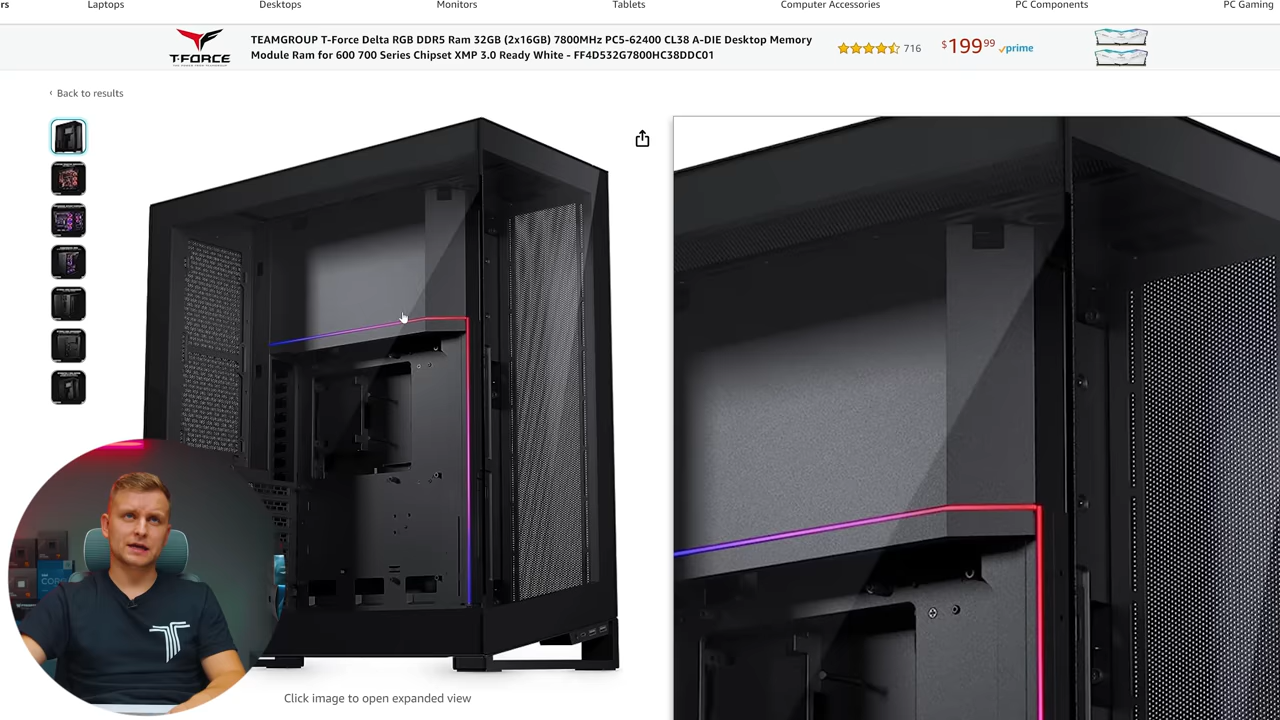 rs
Laptops
Desktops
Monitors
Tablets
Computer Accessories
PC Components
PC Gaming
T-FORCE
TEAMGROUP T-Force Delta RGB DDR5 Ram 32GB (2x16GB) 7800MHz PC5-62400 CL38 A-DIE Desktop Memory
Module Ram for 600 700 Series Chipset XMP 3.0 Ready White - FF4D532G7800HC38DDC01
716
$199⁹⁹
prime
‹ Back to results
Click image to open expanded view